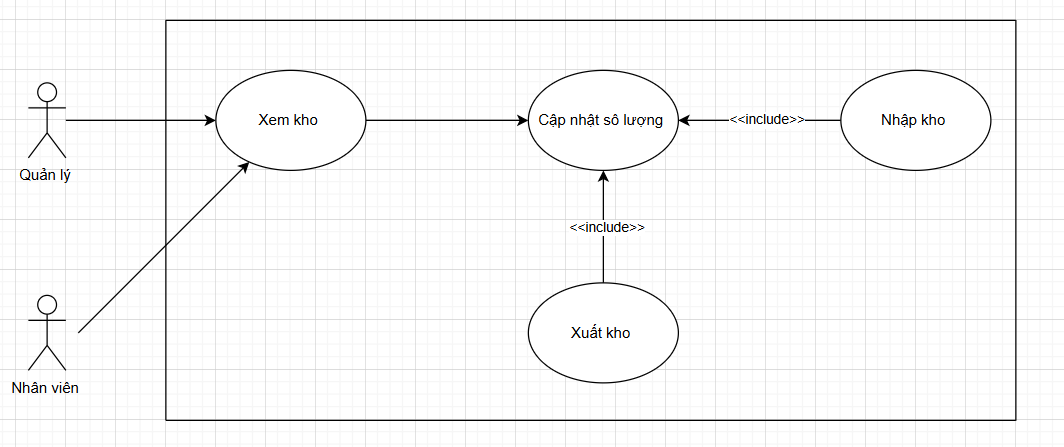 Xem kho
Cập nhật sô lượng
<<include>>
Nhập kho
Quản lý
<<include>>
Xuất kho
Nhân viên